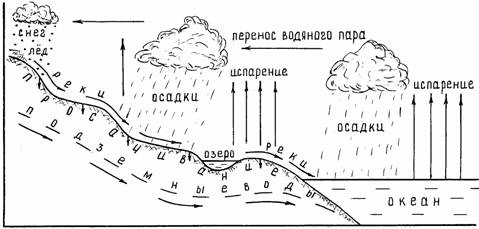 снег
лёд
перенос водяного пара
испарение
испарение
осадки
осадки
реки
просачивание
озеро
реки
подземные воды
океан